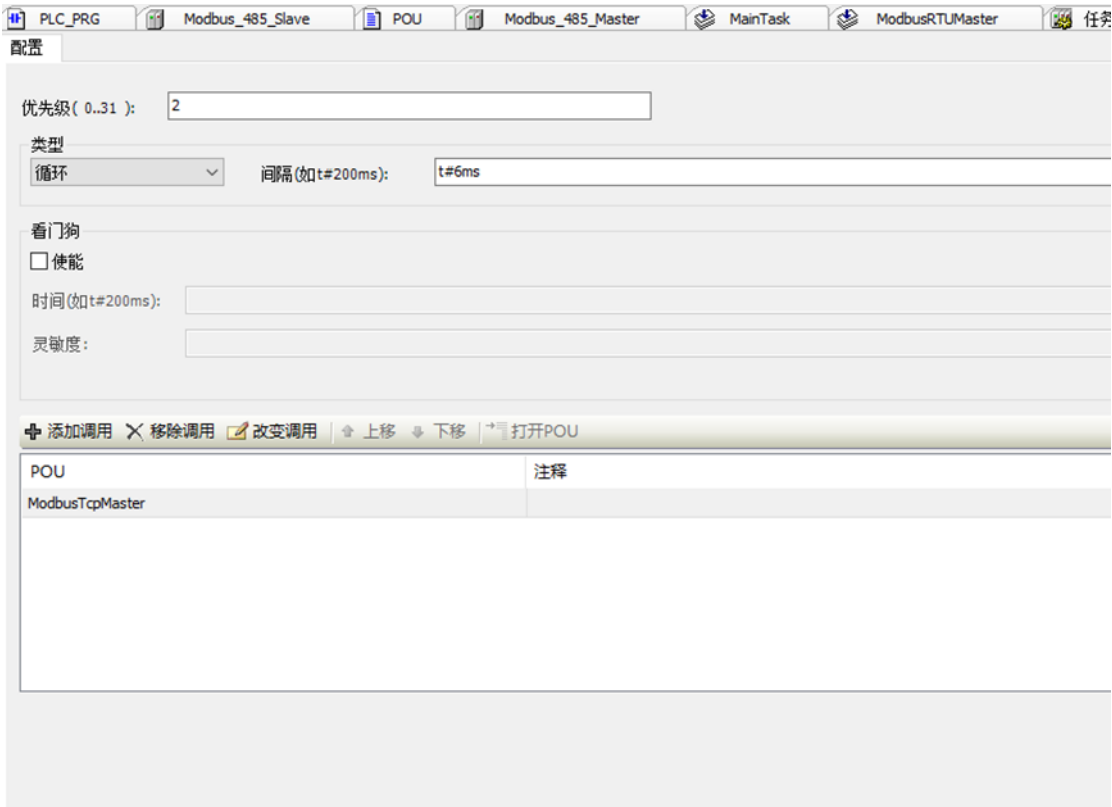 PLC_PRG Modbus_485_Slave POU Modbus_485_Master MainTask ModbusRTUMaster 任务
配置
优先级( 0..31 ): 2
类型
循环 间隔(如t#200ms): t#6ms
看门狗
使能
时间(如t#200ms):
灵敏度:
添加调用 移除调用 改变调用 上移 下移 打开POU
POU 注释
ModbusTcpMaster